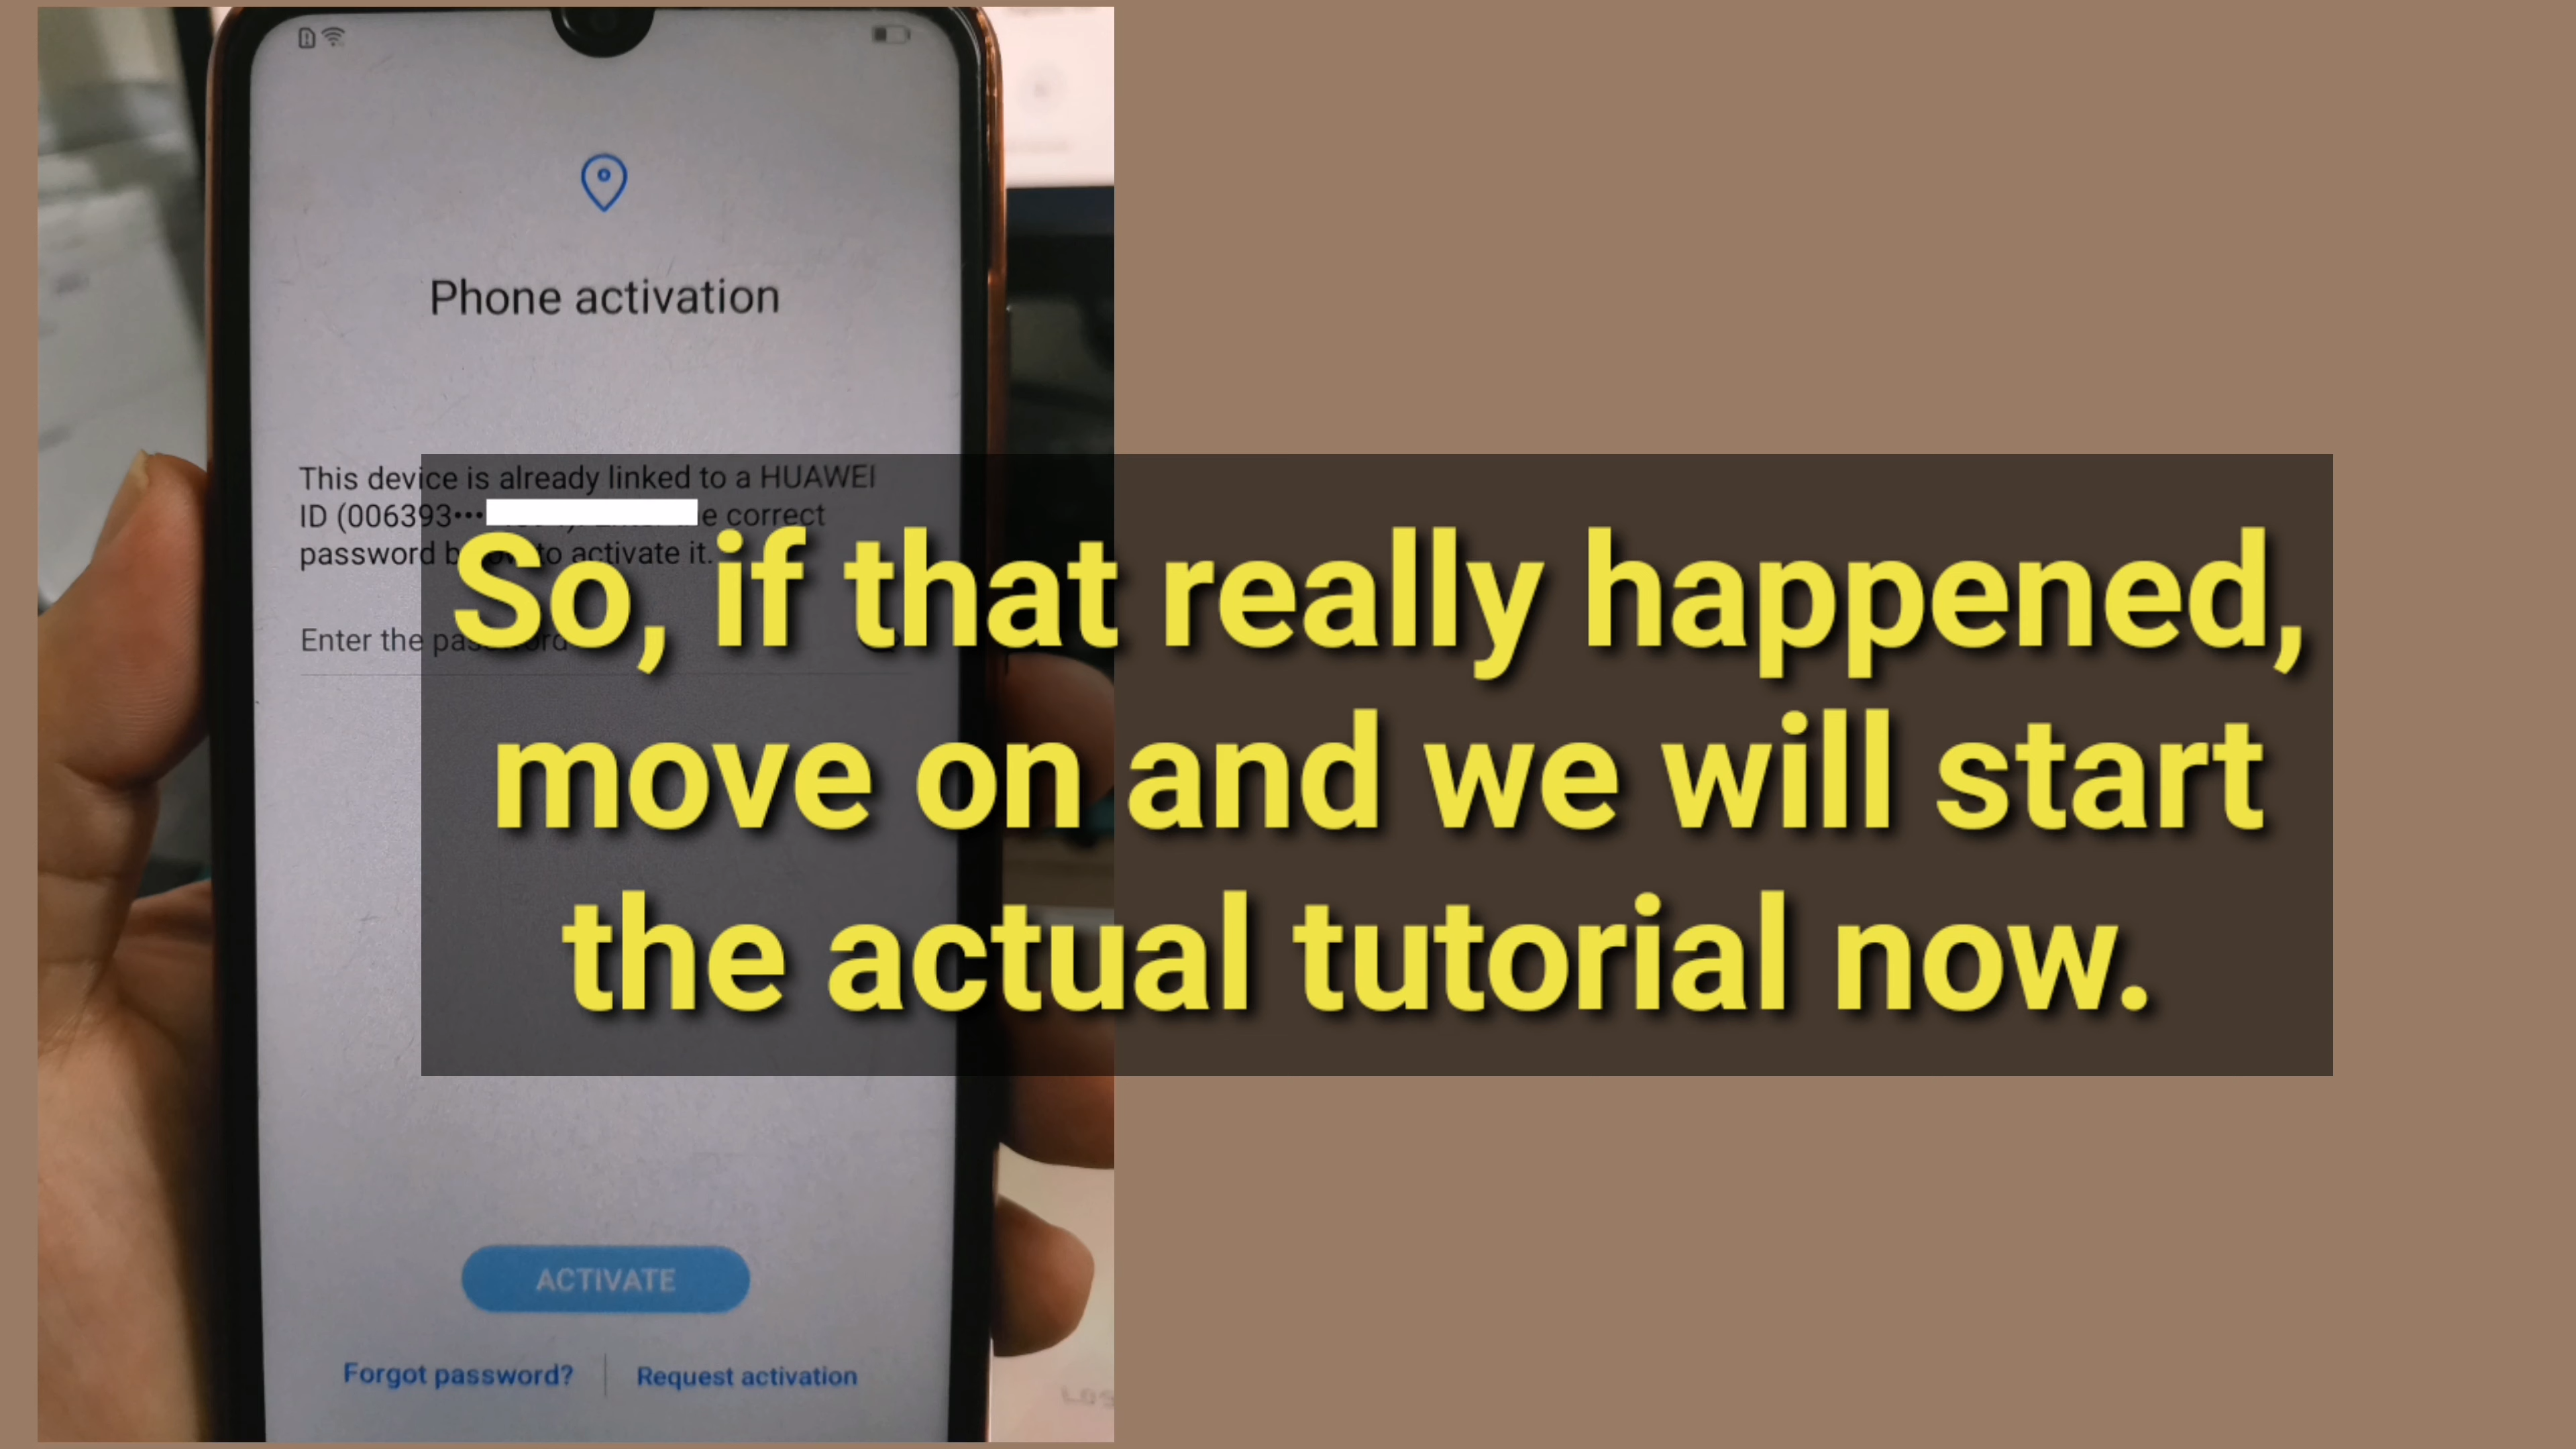 Phone activation
This device is already linked to a HUAWEI
ID (006393••• e correct
password to activate it.
Enter the
So, if that really happened,
move on and we will start
the actual tutorial now.
ACTIVATE
Forgot password?
Request activation